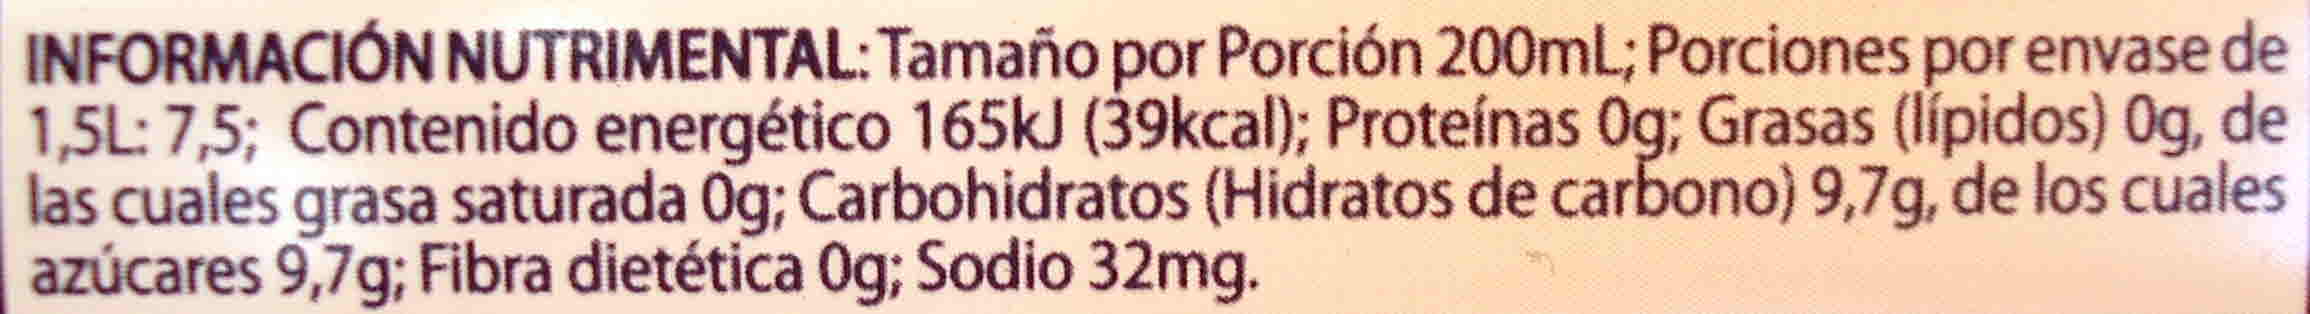 INFORMACIÓN NUTRIMENTAL: Tamaño por Porción 200mL; Porciones por envase de
1,5L: 7,5; Contenido energético 165kJ (39kcal); Proteínas 0g; Grasas (lípidos) 0g, de
las cuales grasa saturada 0g; Carbohidratos (Hidratos de carbono) 9,7g, de los cuales
azúcares 9,7g; Fibra dietética 0g; Sodio 32mg.